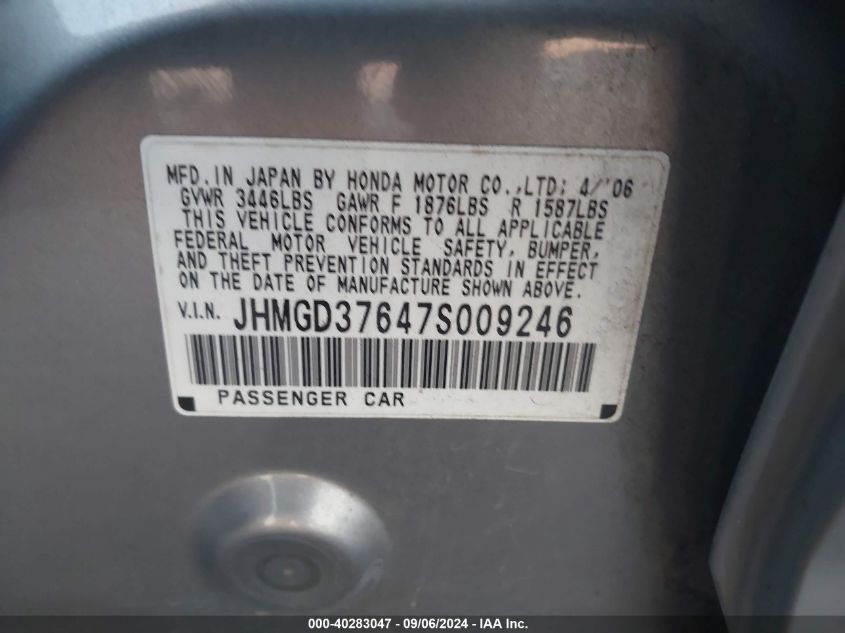 MFD. IN JAPAN BY HONDA MOTOR CO., LTD: 4/'06
GVWR 3446LBS GAWR F 1876LBS R 1587LBS
THIS VEHICLE CONFORMS TO ALL APPLICABLE
FEDERAL MOTOR VEHICLE SAFETY, BUMPER,
AND THEFT PREVENTION STANDARDS IN EFFECT
ON THE DATE OF MANUFACTURE SHOWN ABOVE.
V.I.N. JHMGD37647S009246
PASSENGER CAR
000-40283047 - 09/06/2024 - IAA Inc.